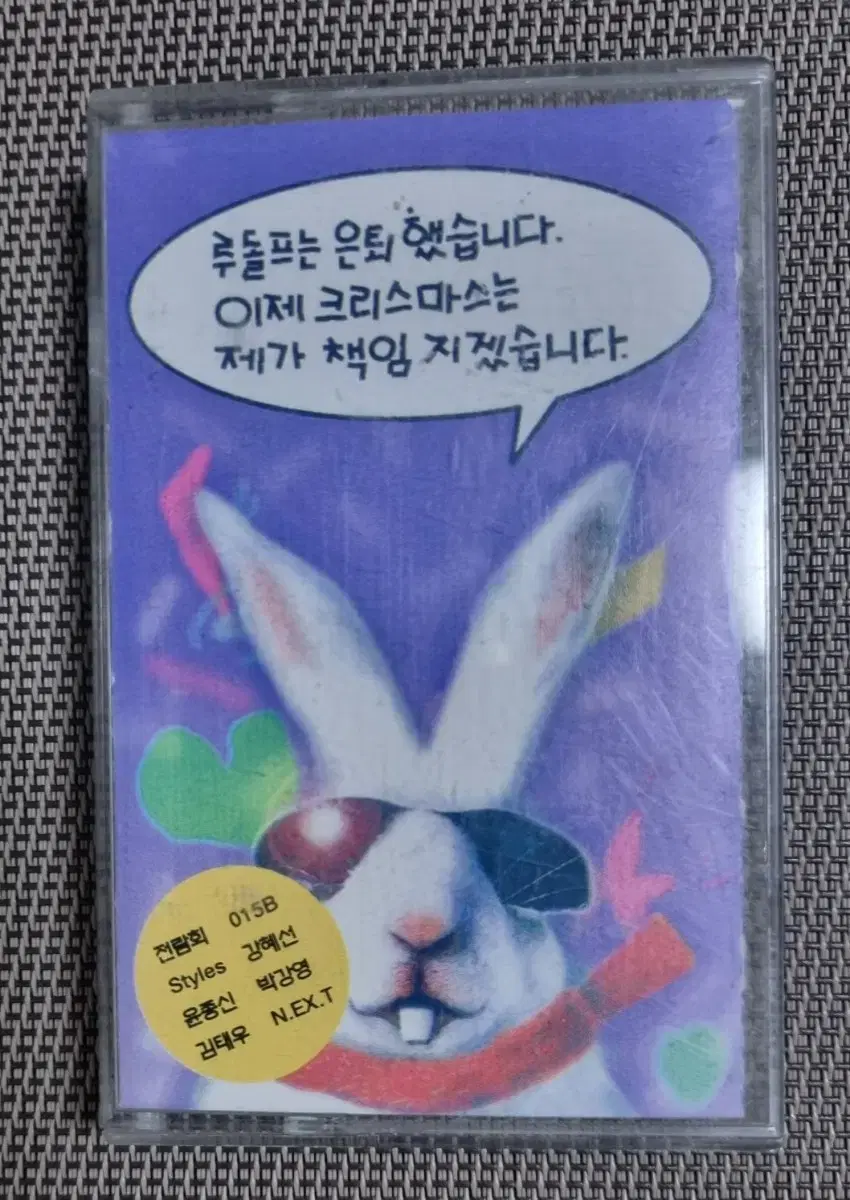 루돌프는 은퇴 했습니다.
이제 크리스마스는
제가 책임 지겠습니다.
전람회 015B
Styles 강혜선
윤종신 박강영
김태우 N.EX.T